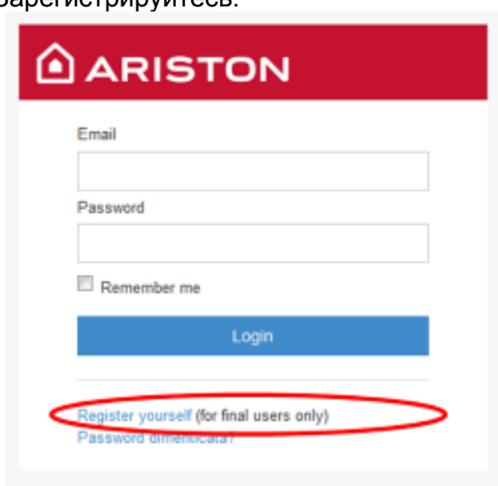 Зарегистрируйтесь.
ARISTON
Email
Password
Remember me
Login
Register yourself (for final users only)
Password dimenticata?